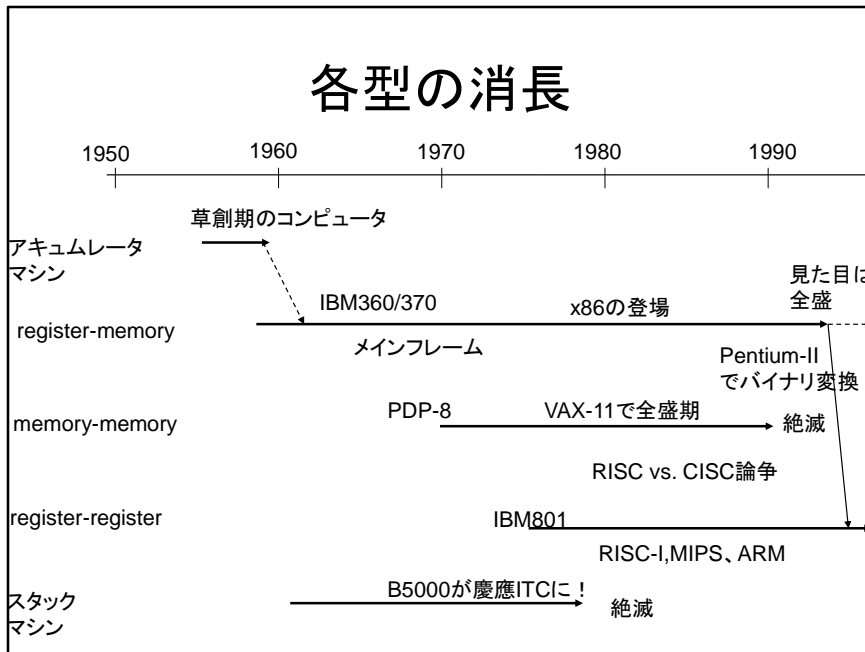 各型の消長
1950 1960 1970 1980 1990
草創期のコンピュータ
アキュムレータ
マシン
見た目は
全盛
IBM360/370
x86の登場
register-memory
メインフレーム
Pentium-II
でバイナリ変換
PDP-8
VAX-11で全盛期
memory-memory
絶滅
RISC vs. CISC論争
register-register
IBM801
RISC-I,MIPS、ARM
B5000が慶應ITCに！
スタック
マシン
絶滅